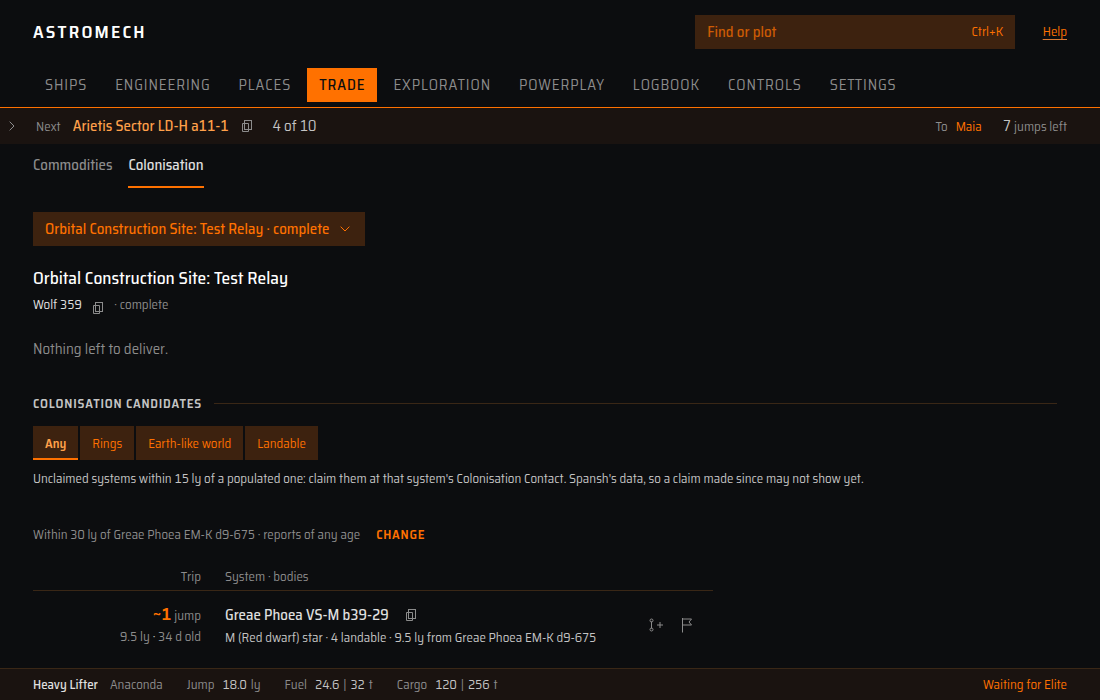 ASTROMECH
Find or plot Ctrl+K Help
SHIPS ENGINEERING PLACES TRADE EXPLORATION POWERPLAY LOGBOOK CONTROLS SETTINGS
Next Arietis Sector LD-H a11-1 4 of 10 To Maia 7 jumps left
Commodities Colonisation
Orbital Construction Site: Test Relay · complete
Orbital Construction Site: Test Relay
Wolf 359 · complete
Nothing left to deliver.
COLONISATION CANDIDATES
Any Rings Earth-like world Landable
Unclaimed systems within 15 ly of a populated one: claim them at that system's Colonisation Contact. Spansh's data, so a claim made since may not show yet.
Within 30 ly of Greae Phoea EM-K d9-675 · reports of any age CHANGE
Trip System · bodies
~1 jump Greae Phoea VS-M b39-29
9.5 ly · 34 d old M (Red dwarf) star · 4 landable · 9.5 ly from Greae Phoea EM-K d9-675
Heavy Lifter Anaconda Jump 18.0 ly Fuel 24.6 | 32 t Cargo 120 | 256 t Waiting for Elite